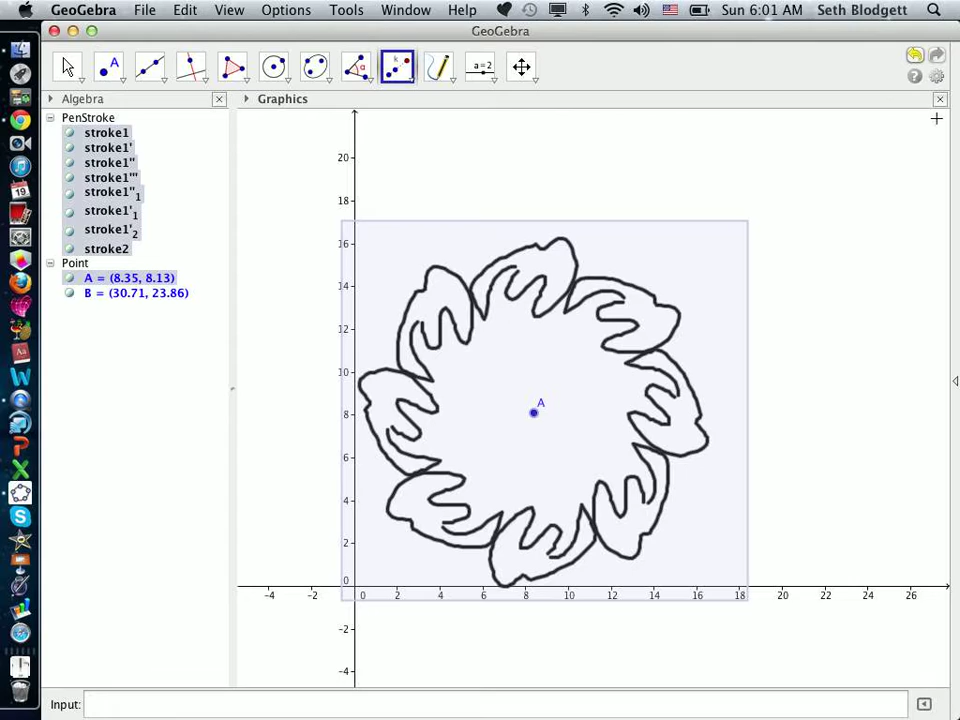 GeoGebra File Edit View Options Tools Window Help Sun 6:01 AM Seth Blodgett
GeoGebra
A α k a=2
Algebra Graphics
PenStroke
stroke1
stroke1'
stroke1''
stroke1'''
stroke1''1
stroke1'1
stroke1'2
stroke2
Point
A = (8.35, 8.13)
B = (30.71, 23.86)
20
18
16
14
12
10
8
6
4
2
0
-4 -2 0 2 4 6 8 10 12 14 16 18 20 22 24 26
-2
-4
A
Input: